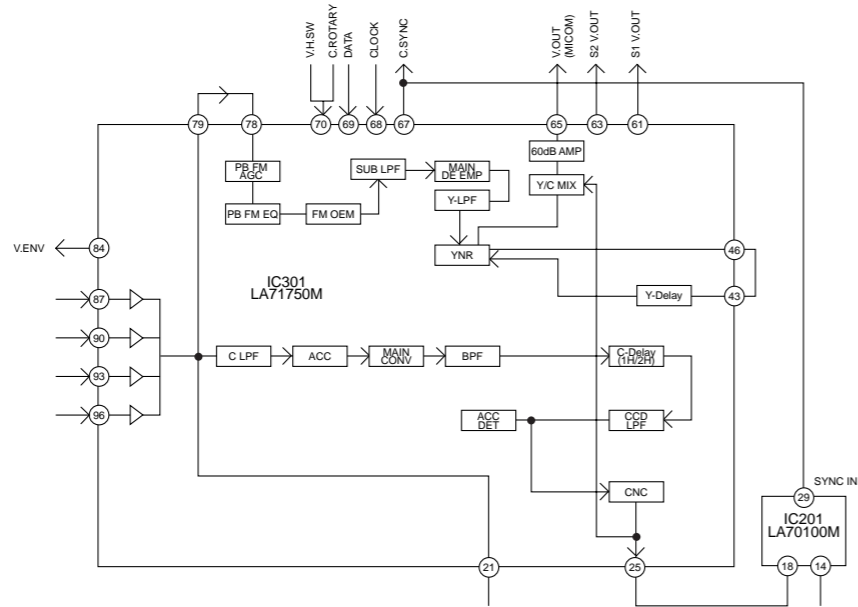 V.H.SW
C.ROTARY
DATA
CLOCK
C.SYNC
V.OUT
(MICOM)
S2 V.OUT
S1 V.OUT
79
78
70
69
68
67
65
63
61
60dB AMP
PB FM
AGC
SUB LPF
MAIN
DE EMP
Y/C MIX
Y-LPF
PB FM EQ
FM OEM
V.ENV
84
YNR
46
IC301
LA71750M
87
Y-Delay
43
90
C LPF
ACC
MAIN
CONV
BPF
C-Delay
(1H/2H)
93
96
ACC
DET
CCD
LPF
CNC
SYNC IN
29
IC201
LA70100M
21
25
18
14